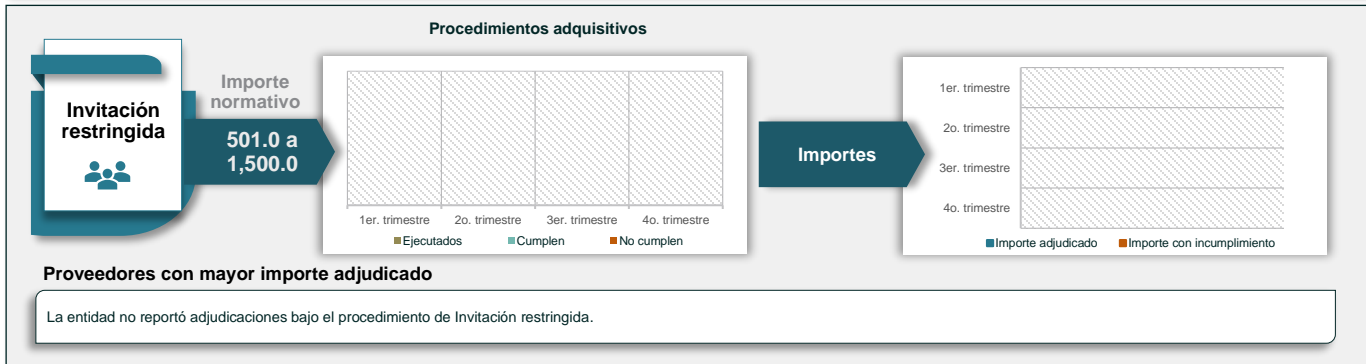 Procedimientos adquisitivos
Invitación
restringida
Importe
normativo
501.0 a
1,500.0
1er. trimestre
2o. trimestre
3er. trimestre
4o. trimestre
Ejecutados
Cumplen
No cumplen
Importes
1er. trimestre
2o. trimestre
3er. trimestre
4o. trimestre
Importe adjudicado
Importe con incumplimiento
Proveedores con mayor importe adjudicado
La entidad no reportó adjudicaciones bajo el procedimiento de Invitación restringida.